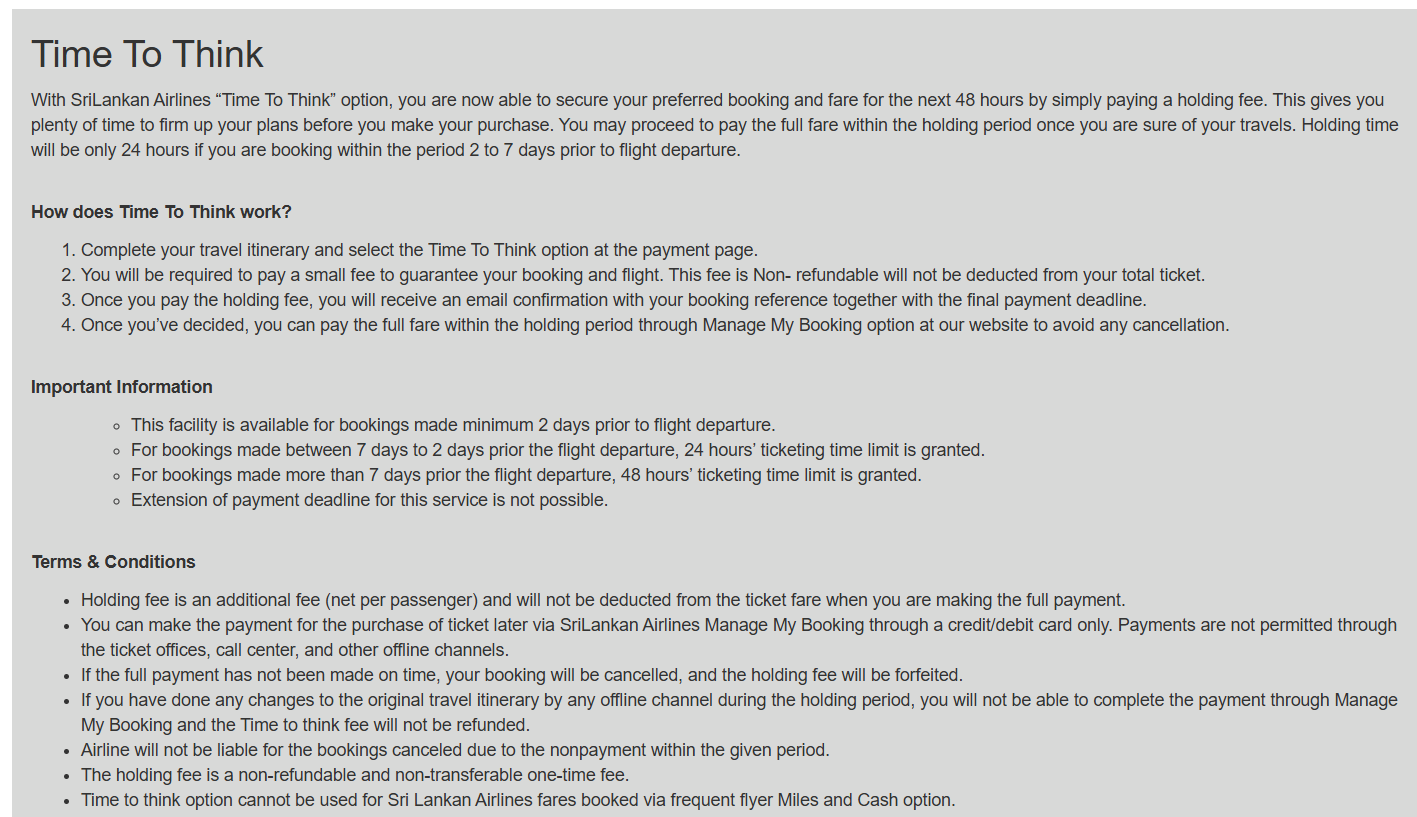 Time To Think
With SriLankan Airlines “Time To Think” option, you are now able to secure your preferred booking and fare for the next 48 hours by simply paying a holding fee. This gives you
plenty of time to firm up your plans before you make your purchase. You may proceed to pay the full fare within the holding period once you are sure of your travels. Holding time
will be only 24 hours if you are booking within the period 2 to 7 days prior to flight departure.
How does Time To Think work?
1. Complete your travel itinerary and select the Time To Think option at the payment page.
2. You will be required to pay a small fee to guarantee your booking and flight. This fee is Non- refundable will not be deducted from your total ticket.
3. Once you pay the holding fee, you will receive an email confirmation with your booking reference together with the final payment deadline.
4. Once you’ve decided, you can pay the full fare within the holding period through Manage My Booking option at our website to avoid any cancellation.
Important Information
◦ This facility is available for bookings made minimum 2 days prior to flight departure.
◦ For bookings made between 7 days to 2 days prior the flight departure, 24 hours’ ticketing time limit is granted.
◦ For bookings made more than 7 days prior the flight departure, 48 hours’ ticketing time limit is granted.
◦ Extension of payment deadline for this service is not possible.
Terms & Conditions
• Holding fee is an additional fee (net per passenger) and will not be deducted from the ticket fare when you are making the full payment.
• You can make the payment for the purchase of ticket later via SriLankan Airlines Manage My Booking through a credit/debit card only. Payments are not permitted through
the ticket offices, call center, and other offline channels.
• If the full payment has not been made on time, your booking will be cancelled, and the holding fee will be forfeited.
• If you have done any changes to the original travel itinerary by any offline channel during the holding period, you will not be able to complete the payment through Manage
My Booking and the Time to think fee will not be refunded.
• Airline will not be liable for the bookings canceled due to the nonpayment within the given period.
• The holding fee is a non-refundable and non-transferable one-time fee.
• Time to think option cannot be used for Sri Lankan Airlines fares booked via frequent flyer Miles and Cash option.